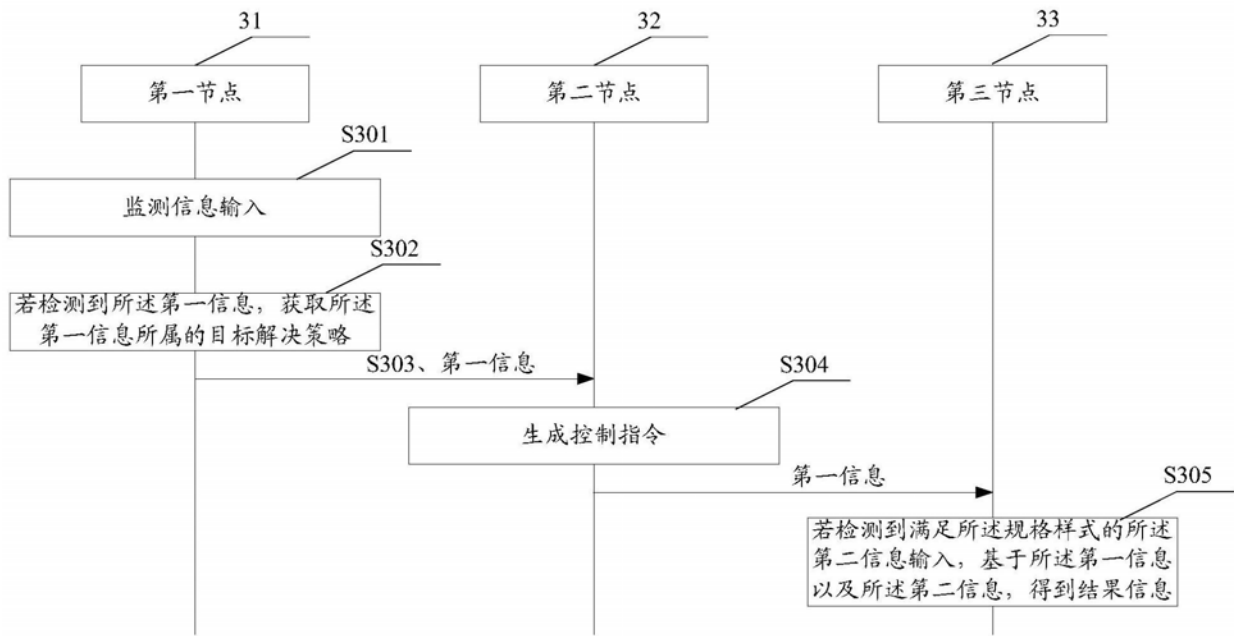 31
32
33
第一节点
第二节点
第三节点
S301
监测信息输入
S302
若检测到所述第一信息，获取所述
第一信息所属的目标解决策略
S303、第一信息
S304
生成控制指令
第一信息
S305
若检测到满足所述规格样式的所述
第二信息输入，基于所述第一信息
以及所述第二信息，得到结果信息